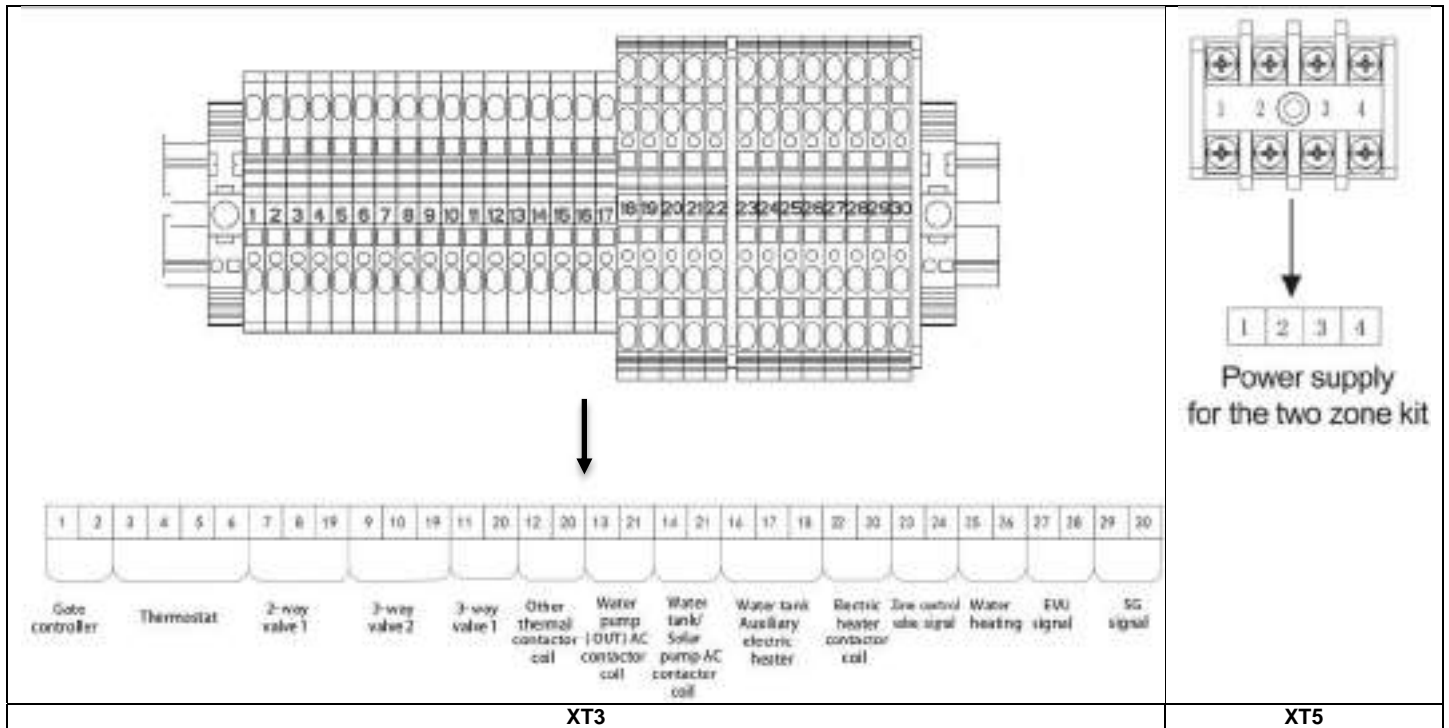 1 2 3 4 5 6 7 8 9 10 11 12 13 14 15 16 17 18 19 20 21 22 23 24 25 26 27 28 29 30
1 2 3 4 5 6 7 8 19 9 10 19 11 20 12 20 13 21 14 21 16 17 18 22 20 23 24 25 26 27 28 29 30
Gate
controller
Thermostat
2-way
valve 1
valve 2
3-way
valve 1
Other
thermal
contactor
coil
Water
pump
(OUT) AC
contactor
coil
Water
tank/
Solar
pump AC
contactor
coil
Water tank
Auxiliary
electric
heater
Electric
heater
contactor
coil
Zone control
valve signal
Water
heating
EVU
signal
SG
signal
XT3
1 2 3 4
1 2 3 4
Power supply
for the two zone kit
XT5